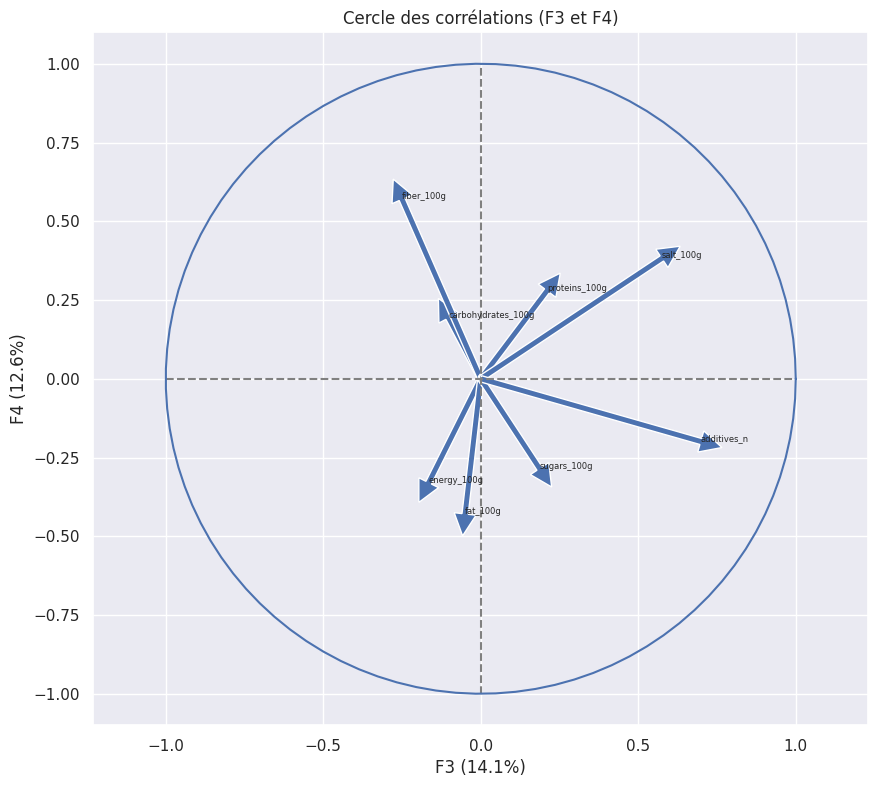 Cercle des corrélations (F3 et F4)
1.00
0.75
0.50
0.25
0.00
−0.25
−0.50
−0.75
−1.00
fiber_100g
salt_100g
proteins_100g
carbohydrates_100g
additives_n
sugars_100g
energy_100g
fat_100g
F4 (12.6%)
−1.0
−0.5
0.0
0.5
1.0
F3 (14.1%)